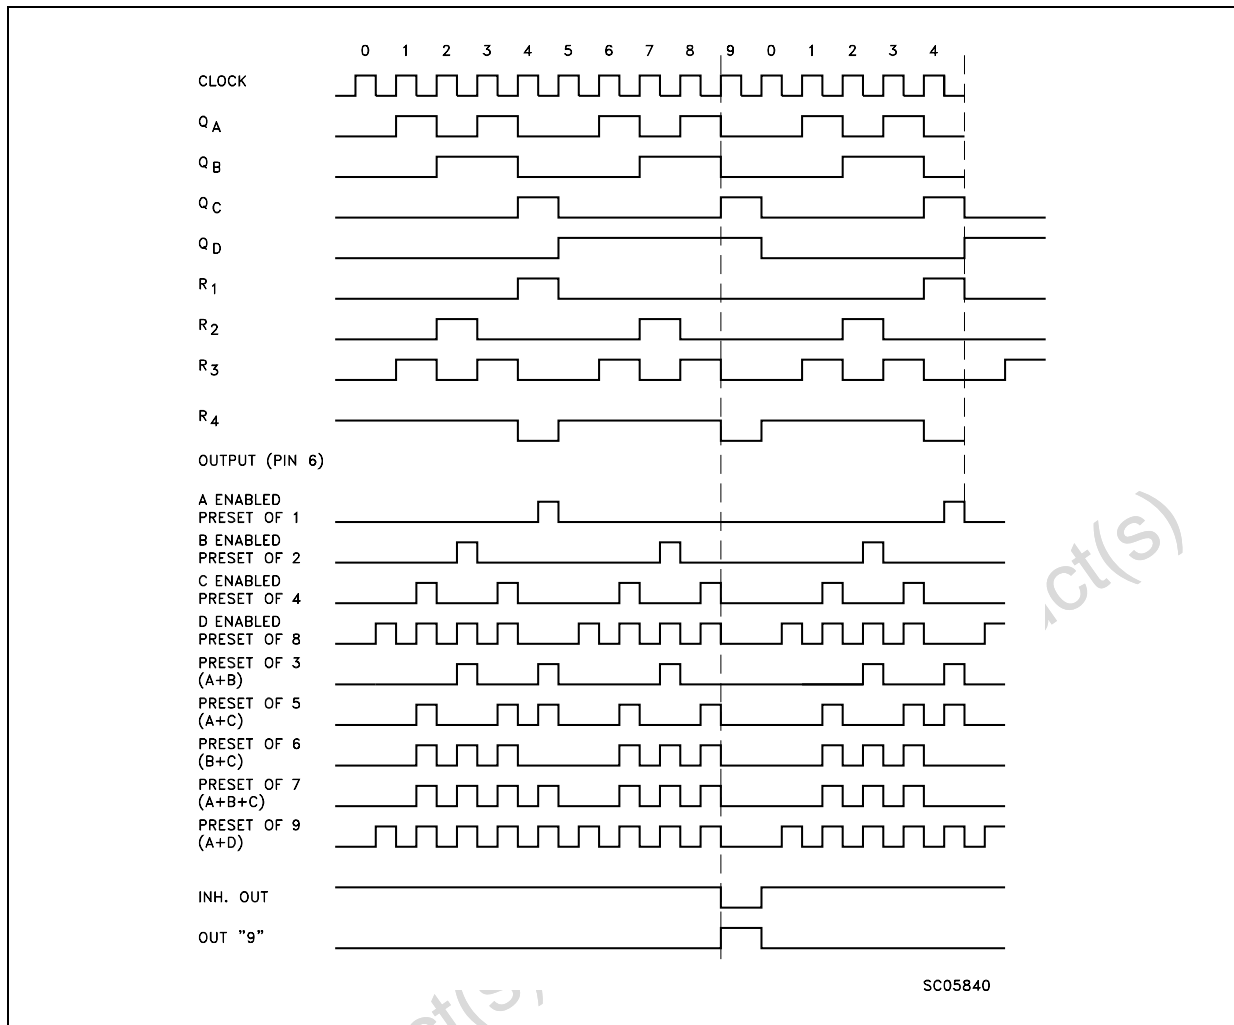 0 1 2 3 4 5 6 7 8 9 0 1 2 3 4
CLOCK
QA
QB
QC
QD
R1
R2
R3
R4
OUTPUT (PIN 6)
A ENABLED
PRESET OF 1
B ENABLED
PRESET OF 2
C ENABLED
PRESET OF 4
D ENABLED
PRESET OF 8
PRESET OF 3
(A+B)
PRESET OF 5
(A+C)
PRESET OF 6
(B+C)
PRESET OF 7
(A+B+C)
PRESET OF 9
(A+D)
INH. OUT
OUT "9"
SC05840
ct(s)
ct(s)